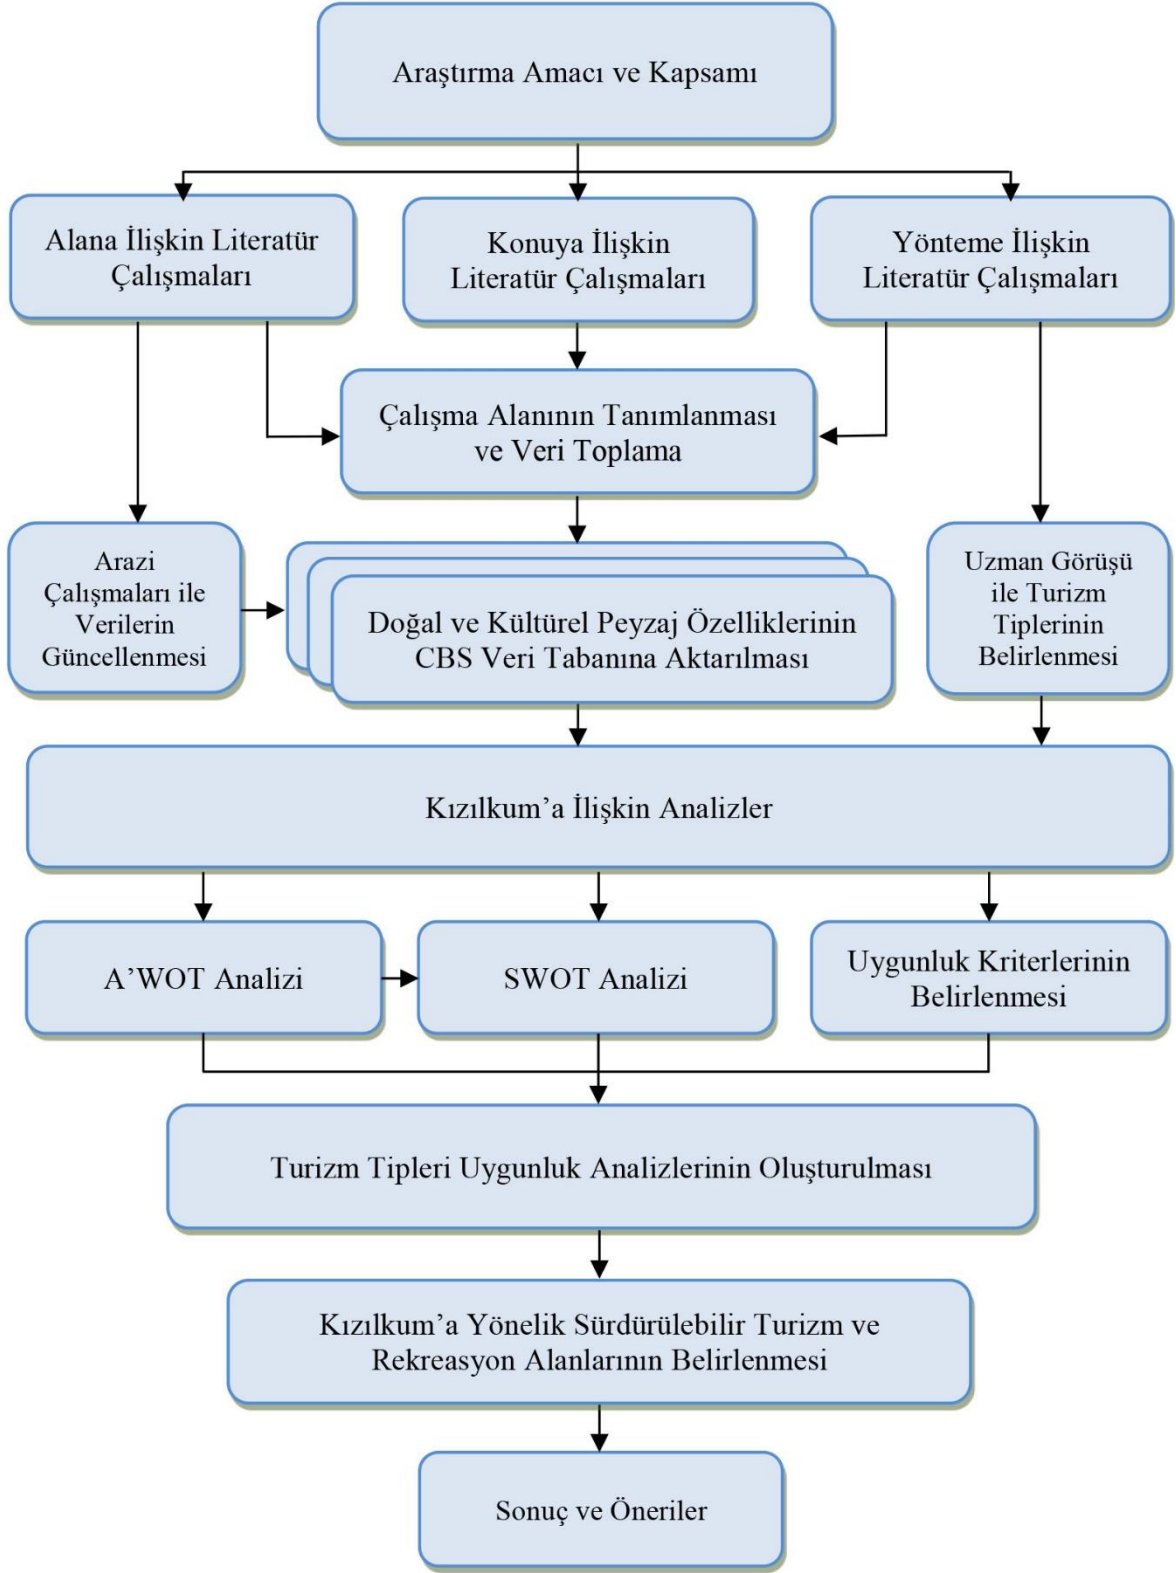 Araştırma Amacı ve Kapsamı
Alana İlişkin Literatür
Çalışmaları
Konuya İlişkin
Literatür Çalışmaları
Yönteme İlişkin
Literatür Çalışmaları
Çalışma Alanının Tanımlanması
ve Veri Toplama
Arazi
Çalışmaları ile
Verilerin
Güncellenmesi
Doğal ve Kültürel Peyzaj Özelliklerinin
CBS Veri Tabanına Aktarılması
Uzman Görüşü
ile Turizm
Tiplerinin
Belirlenmesi
Kızılkum’a İlişkin Analizler
A’WOT Analizi
SWOT Analizi
Uygunluk Kriterlerinin
Belirlenmesi
Turizm Tipleri Uygunluk Analizlerinin Oluşturulması
Kızılkum’a Yönelik Sürdürülebilir Turizm ve
Rekreasyon Alanlarının Belirlenmesi
Sonuç ve Öneriler